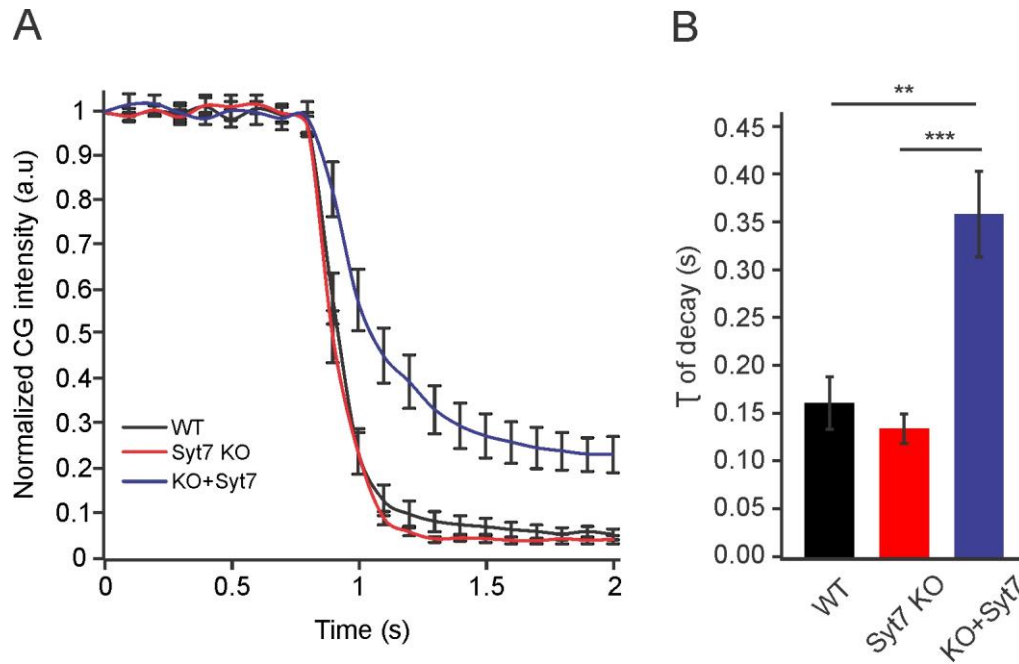 A
Normalized CG intensity (a.u)
1
0.9
0.8
0.7
0.6
0.5
0.4
0.3
0.2
0.1
0
WT
Syt7 KO
KO+Syt7
0
0.5
1
1.5
2
Time (s)
B
**
***
τ of decay (s)
0.45
0.40
0.35
0.30
0.25
0.20
0.15
0.10
0.05
0.00
WT
Syt7 KO
KO+Syt7